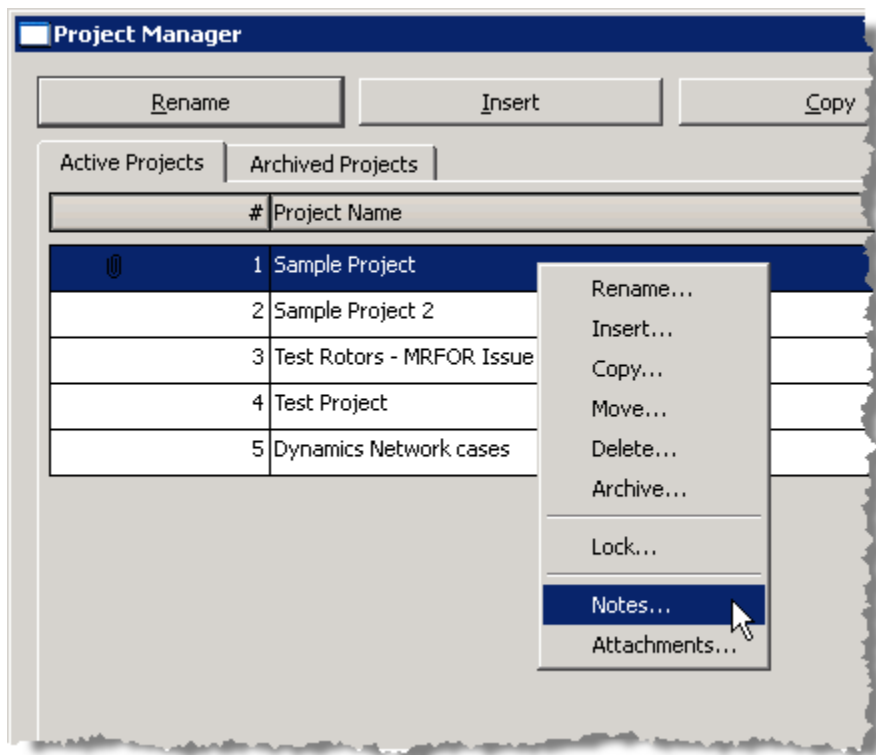 Project Manager
Rename Insert Copy
Active Projects Archived Projects
# Project Name
1 Sample Project
2 Sample Project 2
3 Test Rotors - MRFOR Issue
4 Test Project
5 Dynamics Network cases
Rename...
Insert...
Copy...
Move...
Delete...
Archive...
Lock...
Notes...
Attachments...